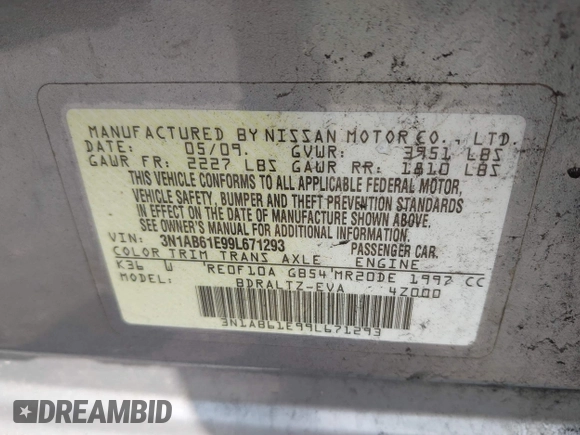 MANUFACTURED BY NISSAN MOTOR CO., LTD.
DATE: 05/09. GVWR: 3951 LBS
GAWR FR: 2227 LBS GAWR RR: 1810 LBS
THIS VEHICLE CONFORMS TO ALL APPLICABLE FEDERAL MOTOR,
VEHICLE SAFETY, BUMPER AND THEFT PREVENTION STANDARDS
IN EFFECT ON THE DATE OF MANUFACTURE SHOWN ABOVE.
SEE OWNER'S MANUAL FOR ADDITIONAL INFORMATION.
VIN: 3N1AB61E99L671293 PASSENGER CAR.
COLOR TRIM TRANS AXLE ENGINE
K36 W RE0F10A GB54 MR20DE 1997 CC
MODEL: BDRALTZ-EVA 4Z000
3N1AB61E99L671293
DREAMBID